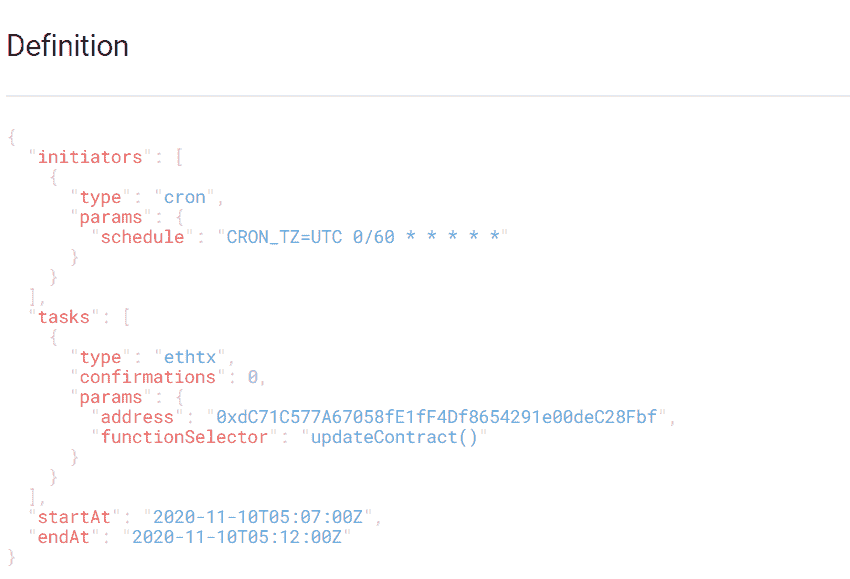 Definition
{
"initiators": [
{
"type": "cron",
"params": {
"schedule": "CRON_TZ=UTC 0/60 * * * * *"
}
}
],
"tasks": [
{
"type": "ethtx",
"confirmations": 0,
"params": {
"address": "0xdC71C577A67058fE1fF4Df8654291e00deC28Fbf",
"functionSelector": "updateContract()"
}
}
],
"startAt": "2020-11-10T05:07:00Z",
"endAt": "2020-11-10T05:12:00Z"
}